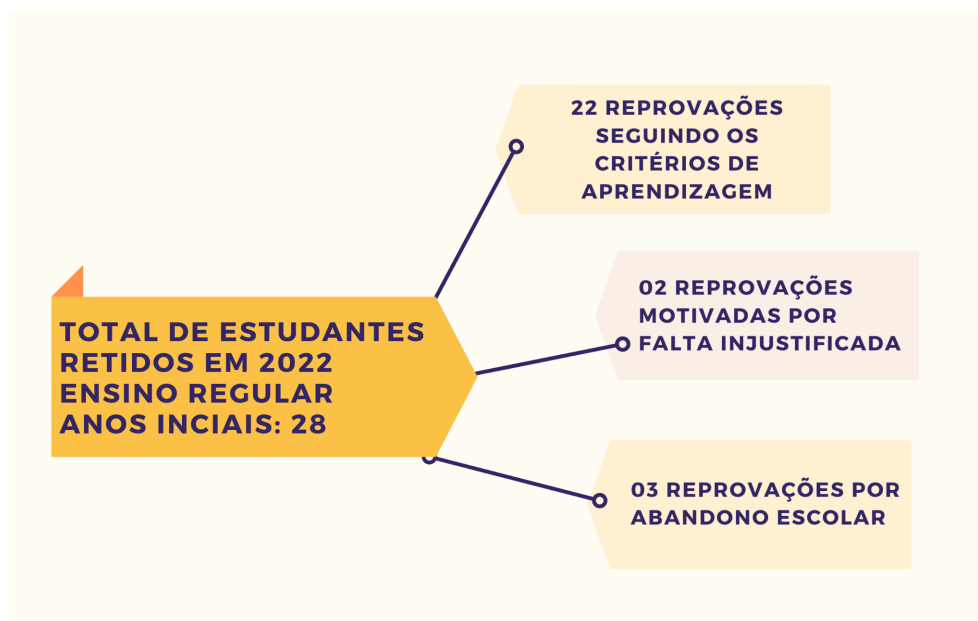 22 REPROVAÇÕES
SEGUINDO OS
CRITÉRIOS DE
APRENDIZAGEM
02 REPROVAÇÕES
MOTIVADAS POR
FALTA INJUSTIFICADA
TOTAL DE ESTUDANTES
RETIDOS EM 2022
ENSINO REGULAR
ANOS INCIAIS: 28
03 REPROVAÇÕES POR
ABANDONO ESCOLAR